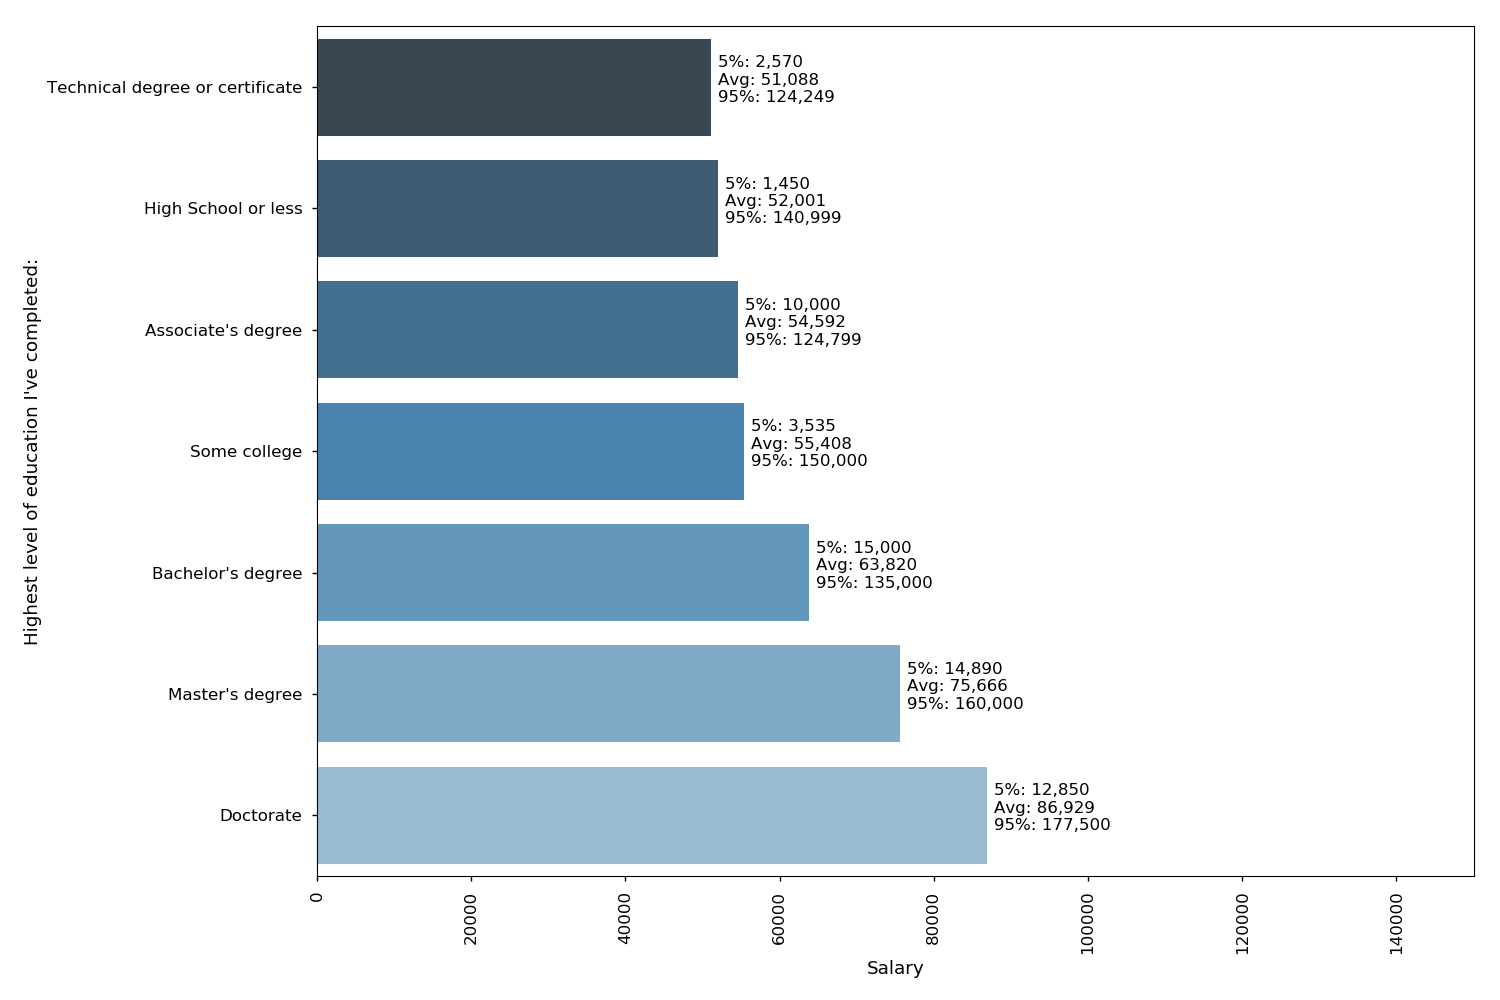 Highest level of education I've completed:
Technical degree or certificate
5%: 2,570
Avg: 51,088
95%: 124,249
High School or less
5%: 1,450
Avg: 52,001
95%: 140,999
Associate's degree
5%: 10,000
Avg: 54,592
95%: 124,799
Some college
5%: 3,535
Avg: 55,408
95%: 150,000
Bachelor's degree
5%: 15,000
Avg: 63,820
95%: 135,000
Master's degree
5%: 14,890
Avg: 75,666
95%: 160,000
Doctorate
5%: 12,850
Avg: 86,929
95%: 177,500
0
20000
40000
60000
80000
100000
120000
140000
Salary